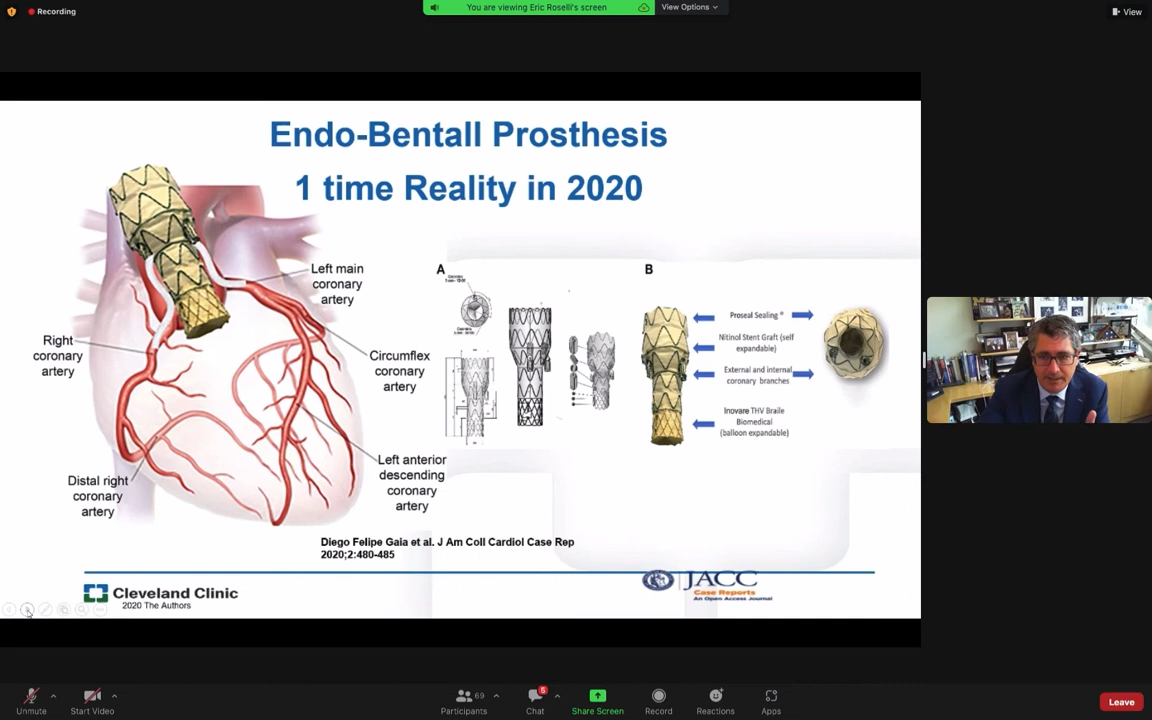 Recording
You are viewing Eric Roselli's screen
View Options
View
Endo-Bentall Prosthesis
1 time Reality in 2020
Left main
coronary
artery
Right
coronary
artery
Circumflex
coronary
artery
Left anterior
descending
coronary
artery
Distal right
coronary
artery
A
B
Proseal Sealing ®
Nitinol Stent Graft (self
expandable)
External and internal
coronary branches
Inovare THV Braile
Biomedical
(balloon expandable)
Diego Felipe Gaia et al. J Am Coll Cardiol Case Rep
2020;2:480-485
Cleveland Clinic
2020 The Authors
JACC
Case Reports
An Open Access Journal
Unmute
Start Video
Participants
69
Chat
5
Share Screen
Record
Reactions
Apps
Leave